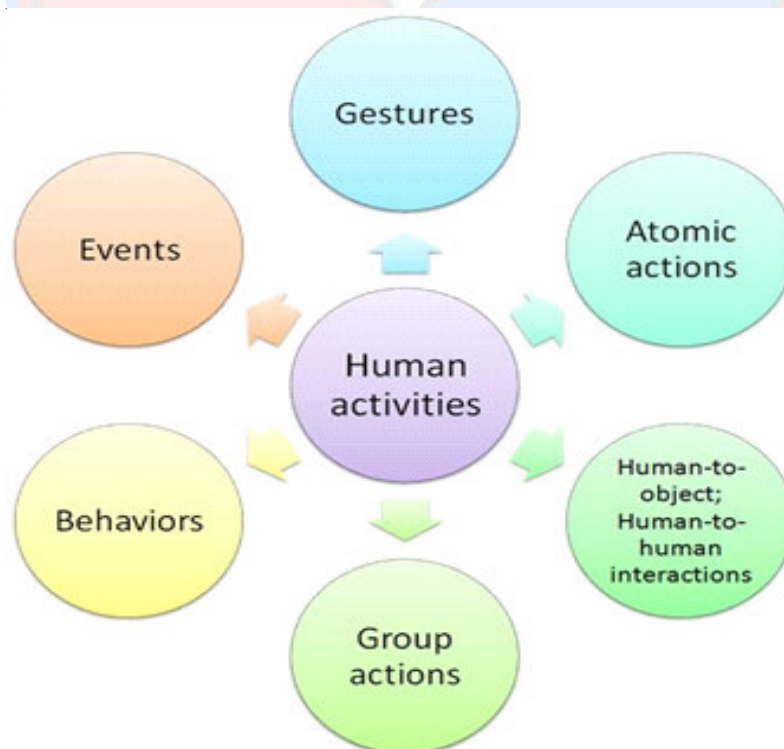 Gestures
Events
Atomic
actions
Human
activities
Behaviors
Human-to-
object;
Human-to-
human
interactions
Group
actions